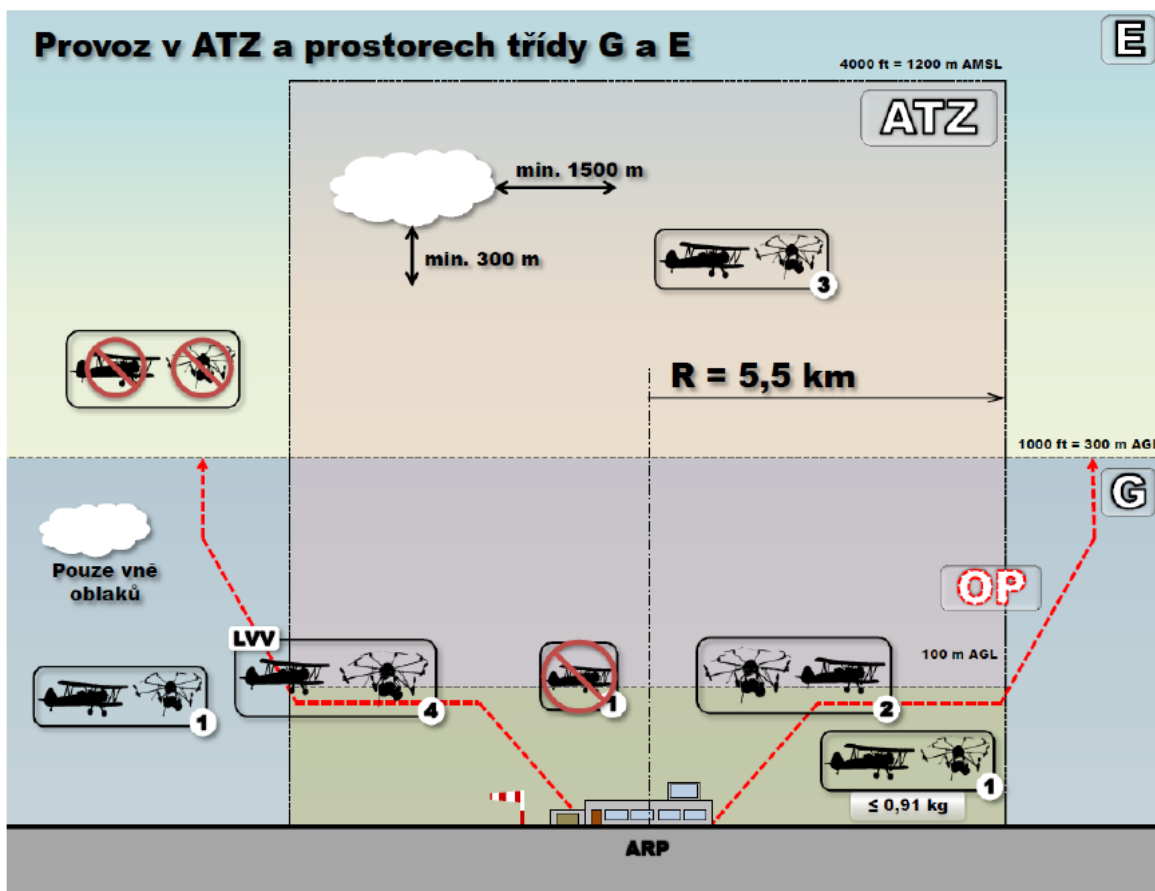 Provoz v ATZ a prostorech třídy G a E
E
4000 ft = 1200 m AMSL
ATZ
min. 1500 m
min. 300 m
3
R = 5,5 km
1000 ft = 300 m AGL
G
Pouze vně
oblaků
OP
LVV
100 m AGL
1
4
1
2
1
≤ 0,91 kg
ARP